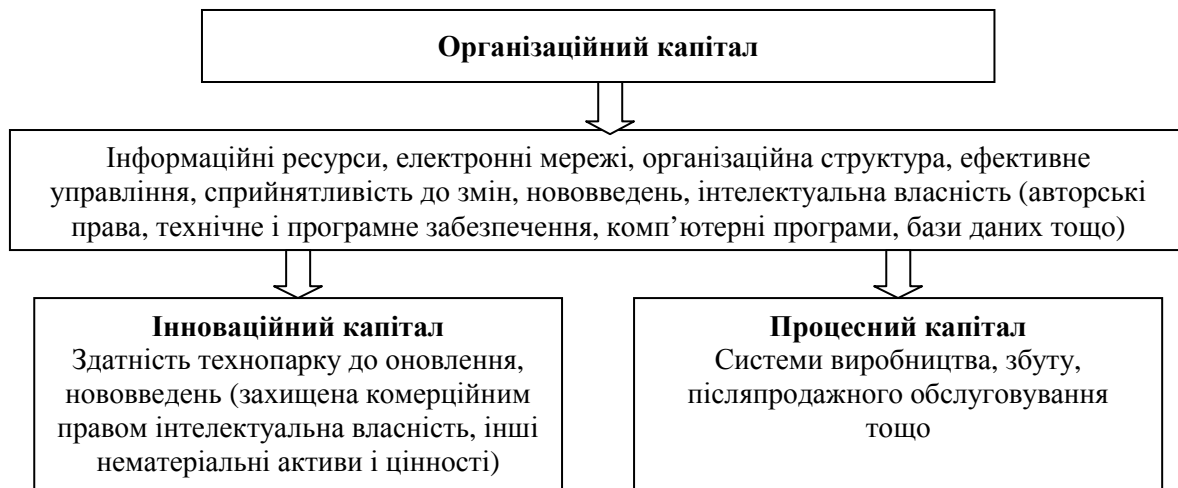 Організаційний капітал
Інформаційні ресурси, електронні мережі, організаційна структура, ефективне
управління, сприйнятливість до змін, нововведень, інтелектуальна власність (авторські
права, технічне і програмне забезпечення, комп’ютерні програми, бази даних тощо)
Інноваційний капітал
Здатність технопарку до оновлення,
нововведень (захищена комерційним
правом інтелектуальна власність, інші
нематеріальні активи і цінності)
Процесний капітал
Системи виробництва, збуту,
післяпродажного обслуговування
тощо